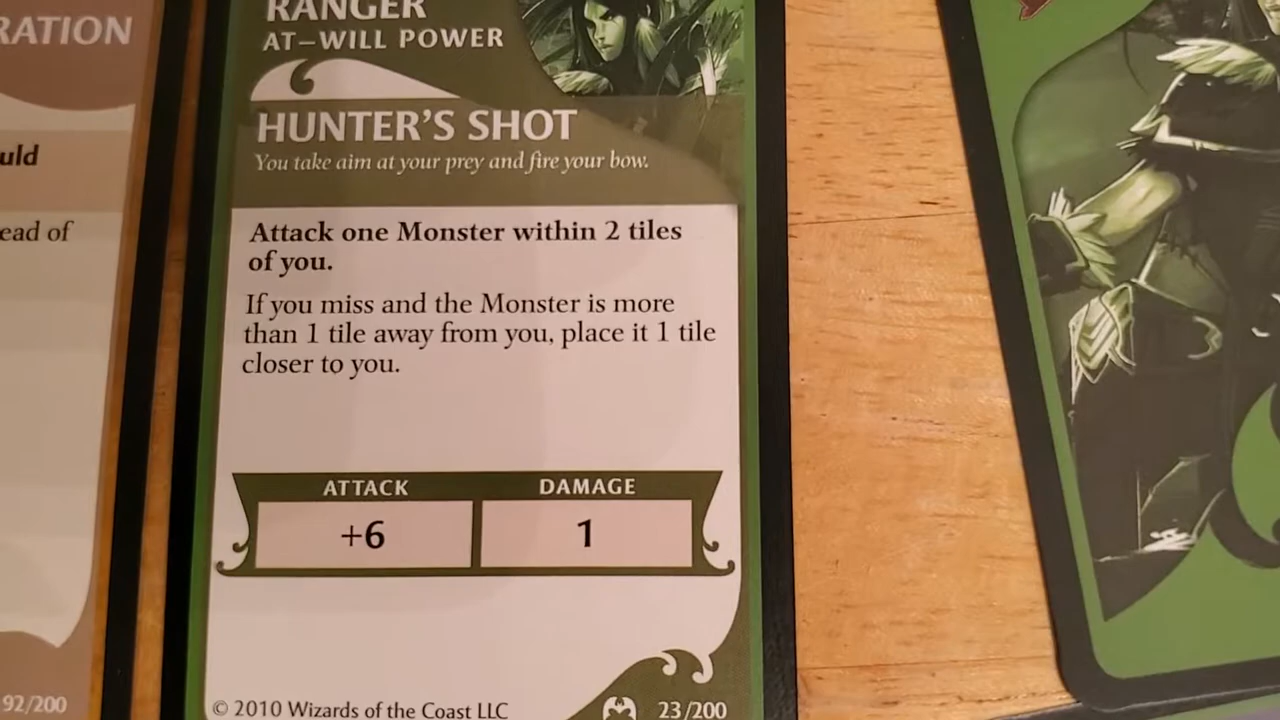 RATION
uld
ead of
92/200
RANGER
AT–WILL POWER
HUNTER'S SHOT
You take aim at your prey and fire your bow.
Attack one Monster within 2 tiles
of you.
If you miss and the Monster is more
than 1 tile away from you, place it 1 tile
closer to you.
ATTACK DAMAGE
+6 1
© 2010 Wizards of the Coast LLC 23/200